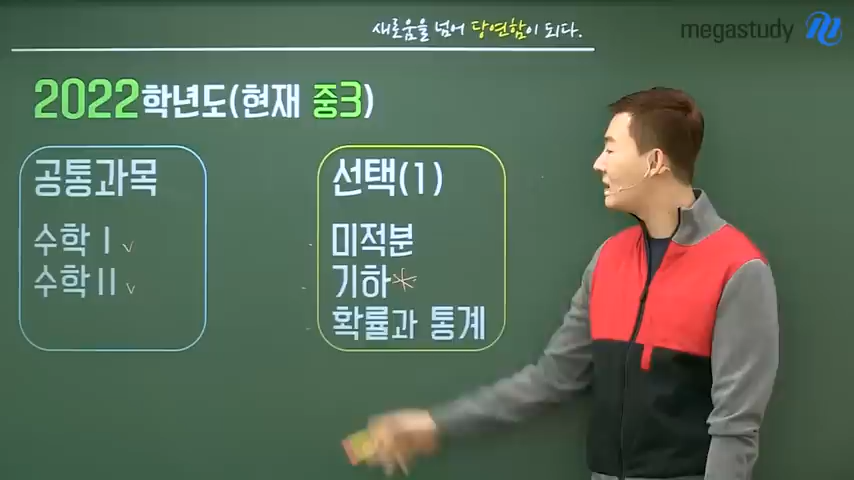 새로움을 넘어 당연함이 되다.
megastudy
2022학년도(현재 중3)
공통과목
수학 I
수학 II
선택(1)
미적분
기하
확률과 통계